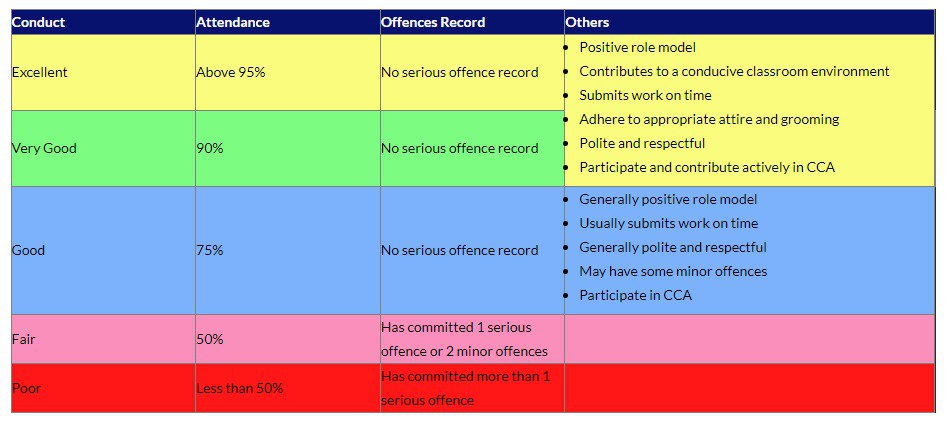 Conduct Attendance Offences Record Others
Excellent Above 95% No serious offence record
Positive role model
Contributes to a conducive classroom environment
Submits work on time
Adhere to appropriate attire and grooming
Polite and respectful
Participate and contribute actively in CCA
Very Good 90% No serious offence record
Good 75% No serious offence record
Generally positive role model
Usually submits work on time
Generally polite and respectful
May have some minor offences
Participate in CCA
Fair 50% Has committed 1 serious
offence or 2 minor offences
Poor Less than 50% Has committed more than 1
serious offence